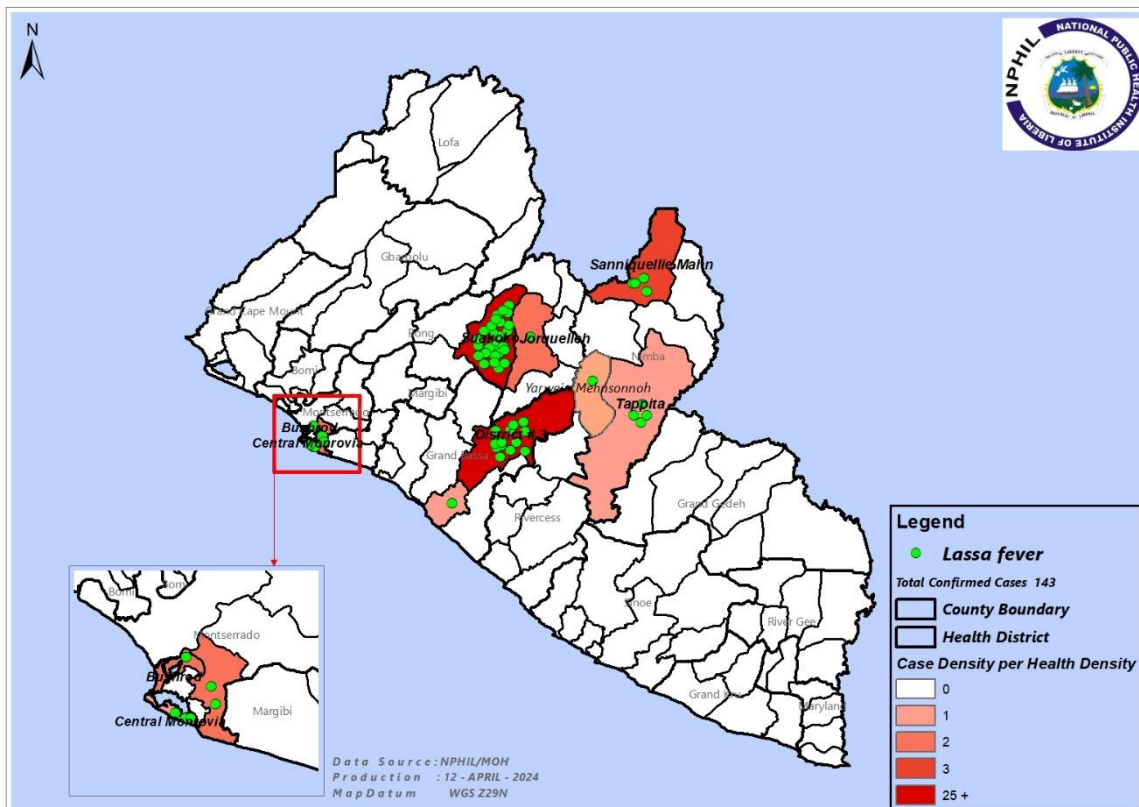 N
NPHIL
NATIONAL PUBLIC HEALTH INSTITUTE OF LIBERIA
Lofa
Sanniquellie-Mahn
Gbarpolu
Grand Cape Mount
Bong
Suakoko
Jorquelleh
Nimba
Bomi
Margibi
Yarwein Mehnsonnoh
Tappita
Montserrado
Bushrod
Central Monrovia
District # 3
Grand Bassa
Rivercess
Grand Gedeh
Sinoe
River Gee
Grand Kru
Maryland
Bomi
Bomi
Montserrado
Bushrod
Central Monrovia
Margibi
Data Source: NPHIL/MOH
Production : 12 - APRIL - 2024
MapDatum WGS Z29N
Legend
Lassa fever
Total Confirmed Cases 143
County Boundary
Health District
Case Density per Health Density
0
1
2
3
25 +